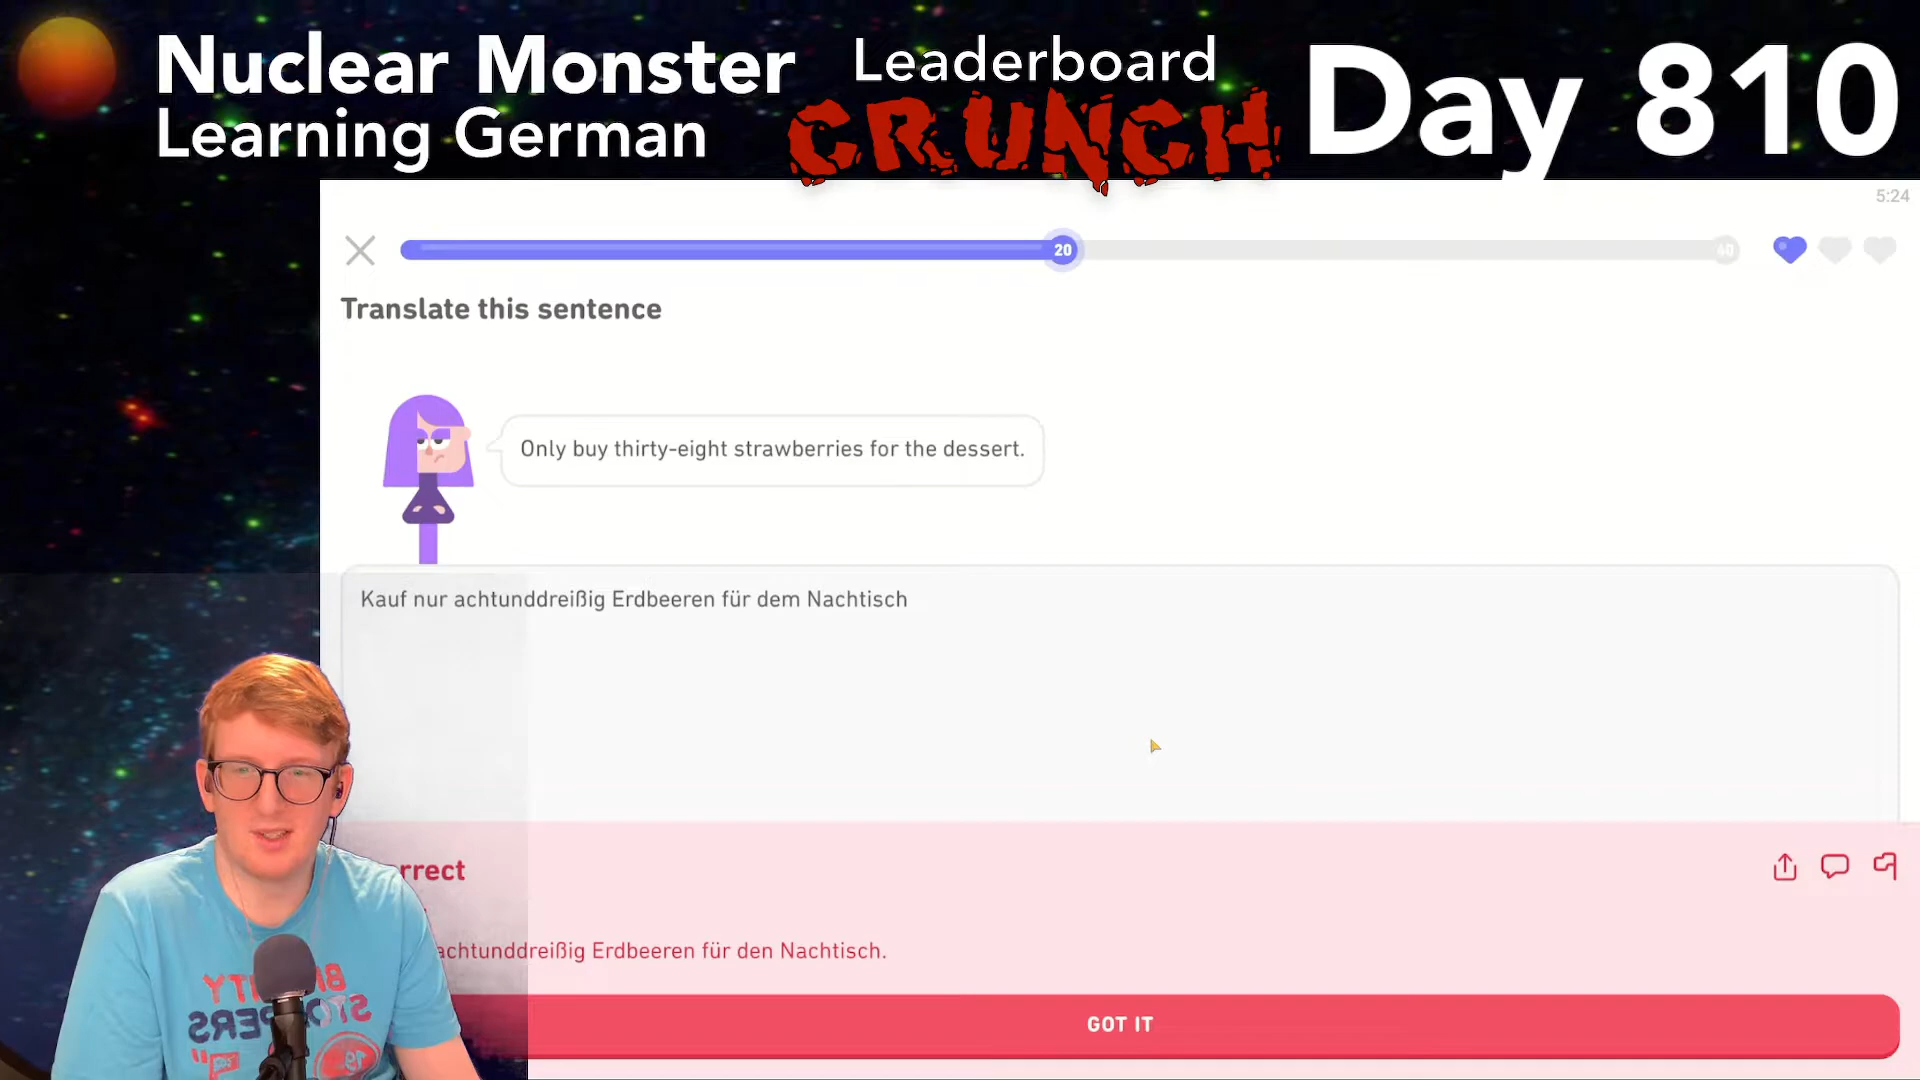 Nuclear Monster
Learning German
Leaderboard
CRUNCH
Day 810
5:24
20
40
Translate this sentence
Only buy thirty-eight strawberries for the dessert.
Kauf nur achtunddreißig Erdbeeren für dem Nachtisch
rrect
achtunddreißig Erdbeeren für den Nachtisch.
GOT IT